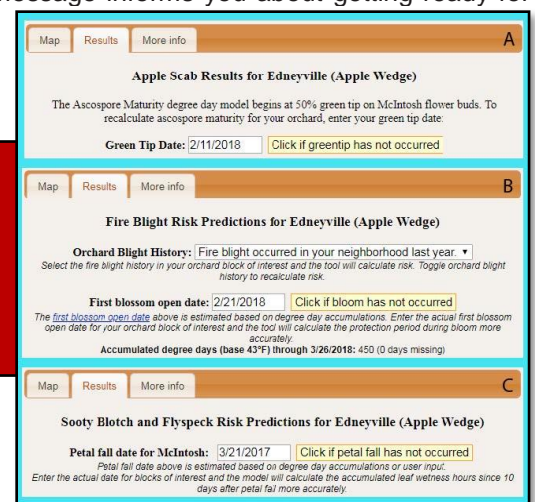 message informs you about getting ready for
Map Results More info A
Apple Scab Results for Edneyville (Apple Wedge)
The Ascospore Maturity degree day model begins at 50% green tip on McIntosh flower buds. To
recalculate ascospore maturity for your orchard, enter your green tip date:
Green Tip Date: 2/11/2018 Click if greentip has not occurred
Map Results More info B
Fire Blight Risk Predictions for Edneyville (Apple Wedge)
Orchard Blight History: Fire blight occurred in your neighborhood last year.
Select the fire blight history in your orchard block of interest and the tool will calculate risk. Toggle orchard blight
history to recalculate risk.
First blossom open date: 2/21/2018 Click if bloom has not occurred
The first blossom open date above is estimated based on degree day accumulations. Enter the actual first blossom
open date for your orchard block of interest and the tool will calculate the protection period during bloom more
accurately.
Accumulated degree days (base 43°F) through 3/26/2018: 450 (0 days missing)
Map Results More info C
Sooty Blotch and Flyspeck Risk Predictions for Edneyville (Apple Wedge)
Petal fall date for McIntosh: 3/21/2017 Click if petal fall has not occurred
Petal fall date above is estimated based on degree day accumulations or user input.
Enter the actual date for blocks of interest and the model will calculate the accumulated leaf wetness hours since 10
days after petal fall more accurately.